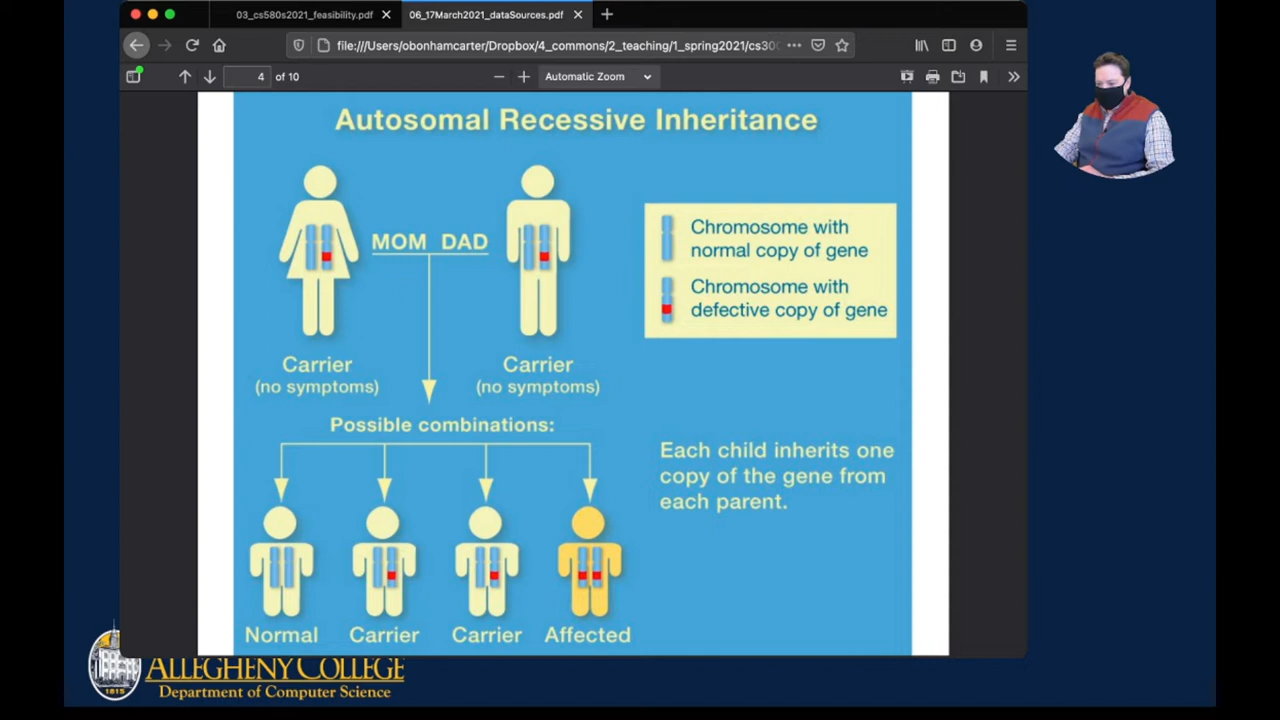 03_cs580s2021_feasibility.pdf
06_17March2021_dataSources.pdf
file:///Users/obonhamcarter/Dropbox/4_commons/2_teaching/1_spring2021/cs30
4 of 10
Automatic Zoom
Autosomal Recessive Inheritance
MOM DAD
Chromosome with
normal copy of gene
Chromosome with
defective copy of gene
Carrier
(no symptoms)
Carrier
(no symptoms)
Possible combinations:
Each child inherits one
copy of the gene from
each parent.
Normal
Carrier
Carrier
Affected
1815
ALLEGHENY COLLEGE
Department of Computer Science